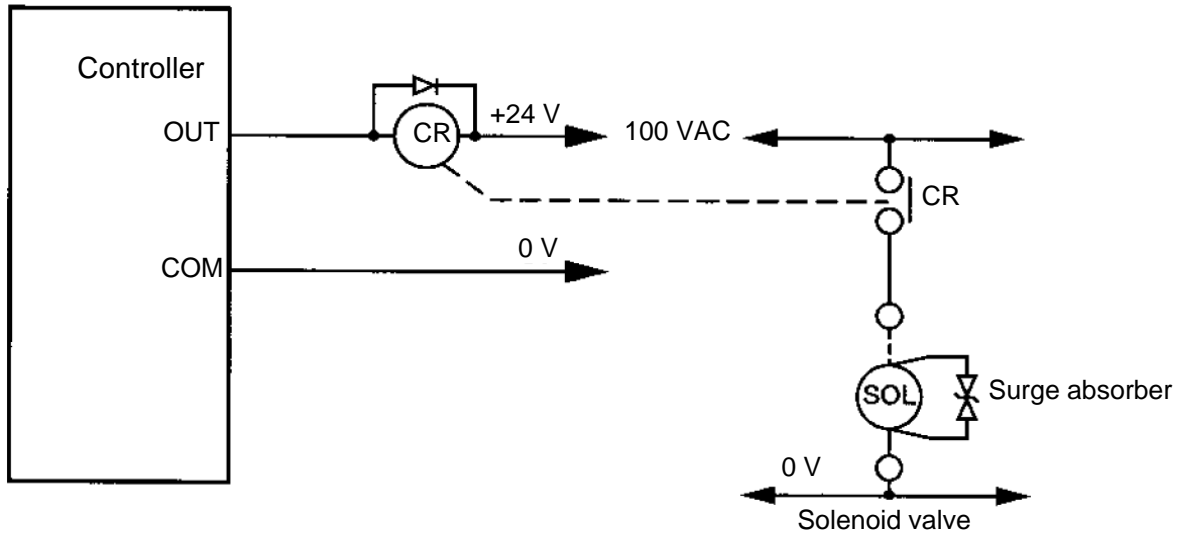 Controller
OUT
CR
+24 V
100 VAC
CR
COM
0 V
SOL
Surge absorber
0 V
Solenoid valve